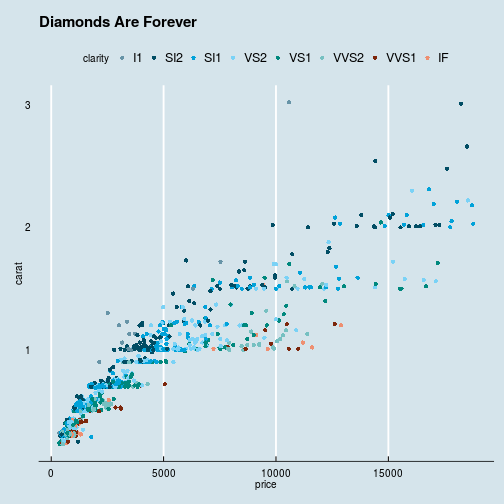 Diamonds Are Forever
clarity I1 SI2 SI1 VS2 VS1 VVS2 VVS1 IF
3
2
1
carat
0 5000 10000 15000
price